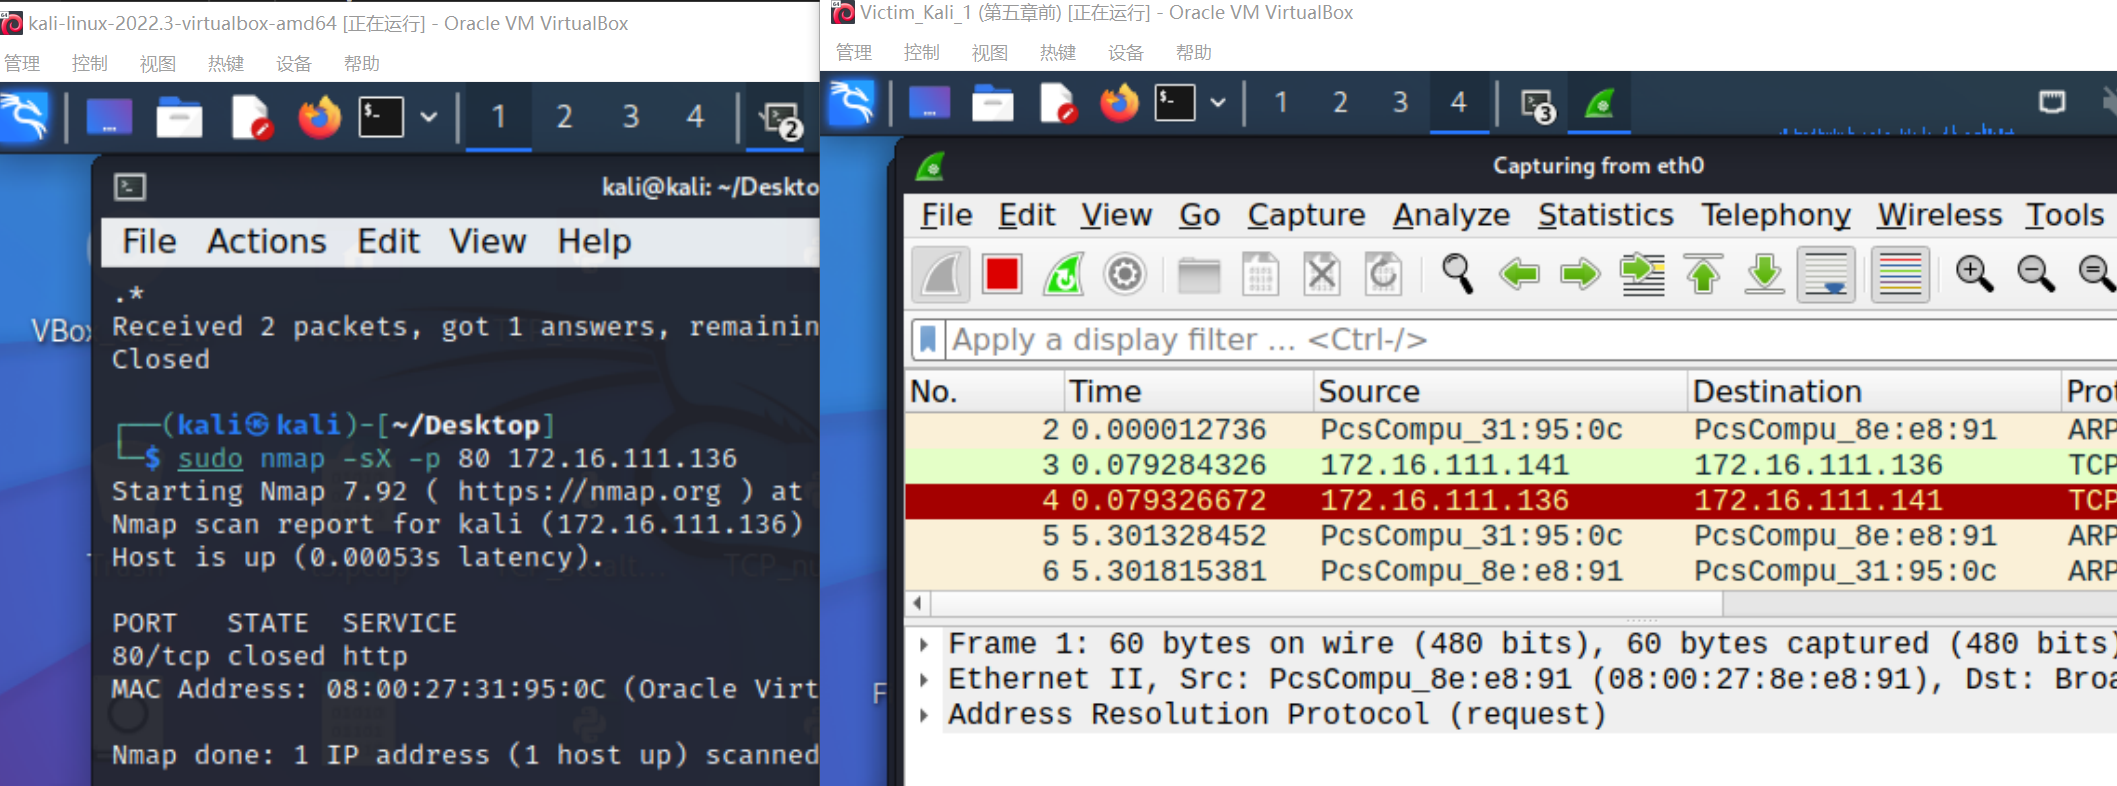 kali-linux-2022.3-virtualbox-amd64 [正在运行] - Oracle VM VirtualBox
管理 控制 视图 热键 设备 帮助
1 2 3 4 2
kali@kali: ~/Deskto
File Actions Edit View Help
.*
Received 2 packets, got 1 answers, remainin
Closed
VBox
(kali㉿kali)-[~/Desktop]
$ sudo nmap -sX -p 80 172.16.111.136
Starting Nmap 7.92 ( https://nmap.org ) at
Nmap scan report for kali (172.16.111.136)
Host is up (0.00053s latency).
PORT STATE SERVICE
80/tcp closed http
MAC Address: 08:00:27:31:95:0C (Oracle Virt
Nmap done: 1 IP address (1 host up) scanned
Victim_Kali_1 (第五章前) [正在运行] - Oracle VM VirtualBox
管理 控制 视图 热键 设备 帮助
1 2 3 4 3
Capturing from eth0
File Edit View Go Capture Analyze Statistics Telephony Wireless Tools
Apply a display filter ... <Ctrl-/>
No. Time Source Destination Prot
2 0.000012736 PcsCompu_31:95:0c PcsCompu_8e:e8:91 ARP
3 0.079284326 172.16.111.141 172.16.111.136 TCP
4 0.079326672 172.16.111.136 172.16.111.141 TCP
5 5.301328452 PcsCompu_31:95:0c PcsCompu_8e:e8:91 ARP
6 5.301815381 PcsCompu_8e:e8:91 PcsCompu_31:95:0c ARP
Frame 1: 60 bytes on wire (480 bits), 60 bytes captured (480 bits)
Ethernet II, Src: PcsCompu_8e:e8:91 (08:00:27:8e:e8:91), Dst: Broa
Address Resolution Protocol (request)
F